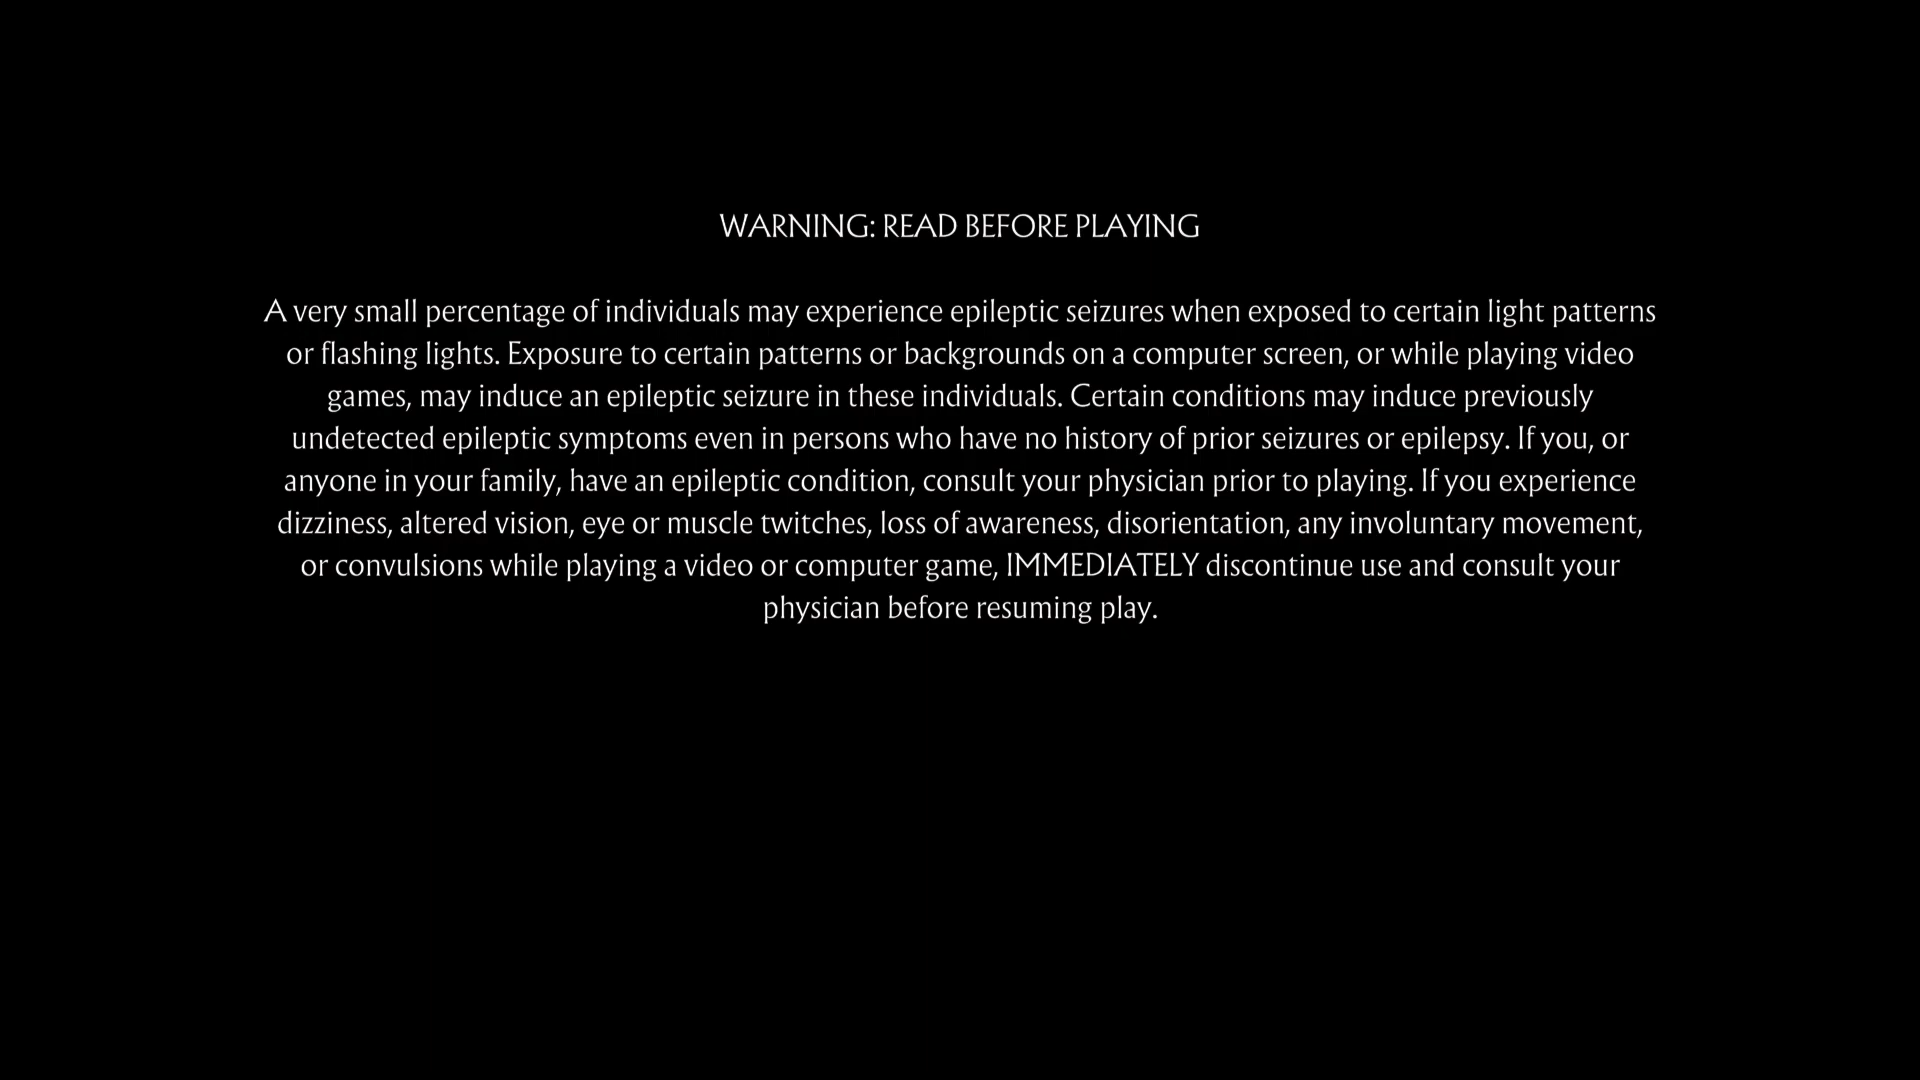 WARNING: READ BEFORE PLAYING
A very small percentage of individuals may experience epileptic seizures when exposed to certain light patterns
or flashing lights. Exposure to certain patterns or backgrounds on a computer screen, or while playing video
games, may induce an epileptic seizure in these individuals. Certain conditions may induce previously
undetected epileptic symptoms even in persons who have no history of prior seizures or epilepsy. If you, or
anyone in your family, have an epileptic condition, consult your physician prior to playing. If you experience
dizziness, altered vision, eye or muscle twitches, loss of awareness, disorientation, any involuntary movement,
or convulsions while playing a video or computer game, IMMEDIATELY discontinue use and consult your
physician before resuming play.